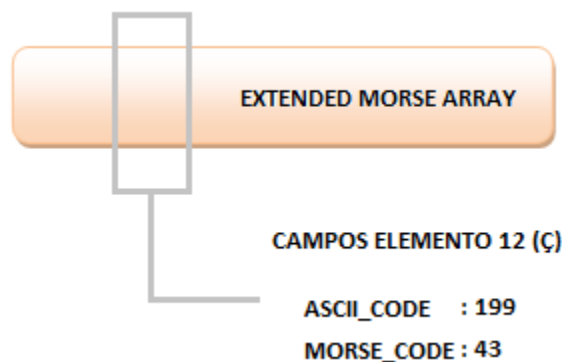 EXTENDED MORSE ARRAY
CAMPOS ELEMENTO 12 (Ç)
ASCII_CODE : 199
MORSE_CODE : 43